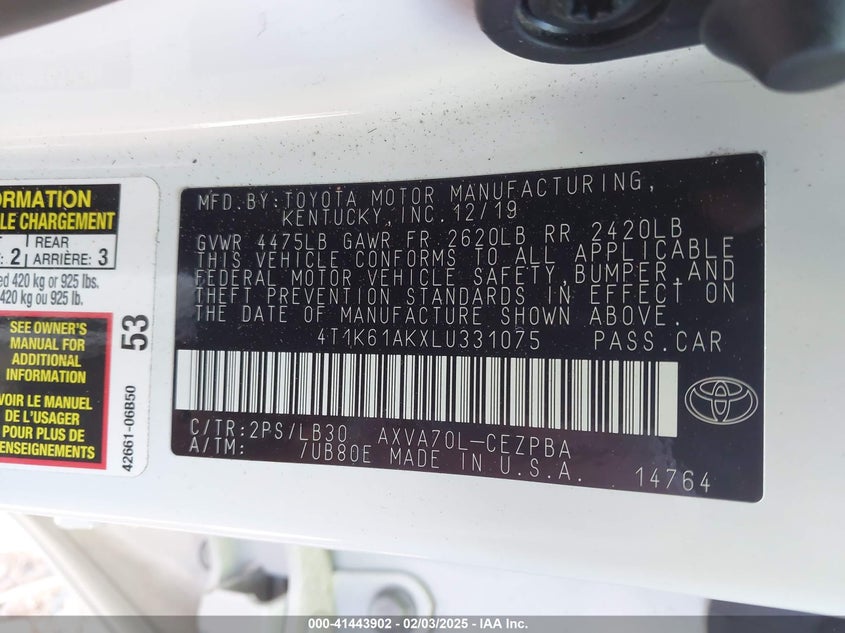 ORMATION
LE CHARGEMENT
REAR
2 ARRIÈRE: 3
ed 420 kg or 925 lbs.
420 kg ou 925 lb.
SEE OWNER'S
MANUAL FOR
ADDITIONAL
INFORMATION
VOIR LE MANUEL
DE L'USAGER
POUR PLUS DE
RENSEIGNEMENTS
53
42661-06B50
MFD.BY:TOYOTA MOTOR MANUFACTURING,
KENTUCKY,INC.12/19
GVWR 4475LB GAWR FR 2620LB RR 2420LB
THIS VEHICLE CONFORMS TO ALL APPLICABLE
FEDERAL MOTOR VEHICLE SAFETY,BUMPER,AND
THEFT PREVENTION STANDARDS IN EFFECT ON
THE DATE OF MANUFACTURE SHOWN ABOVE.
4T1K61AKXLU331075 PASS.CAR
C/TR:2PS/LB30 AXVA70L-CEZPBA
A/TM: /UB80E MADE IN U.S.A.
14764
000-41443902 - 02/03/2025 - IAA Inc.